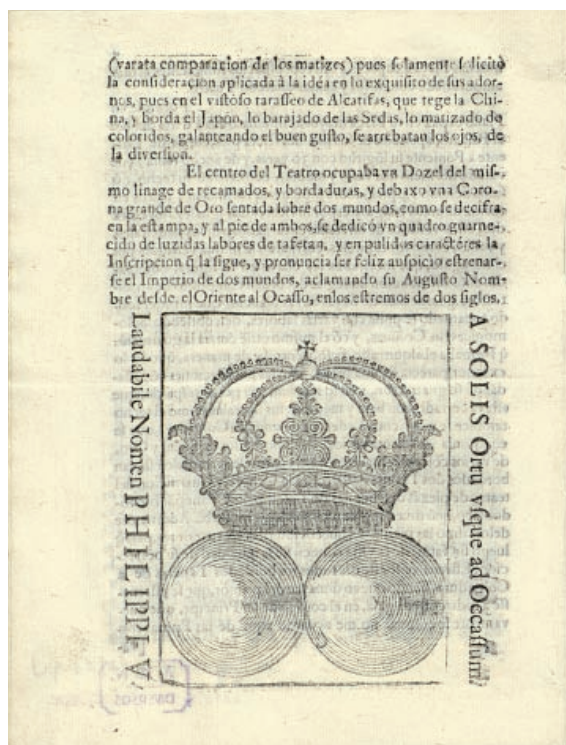 (varata comparacion de los matizes) pues ſolamente ſolicitò
la conſideracion aplicada à la idéa en lo exquiſito de ſus ador-
nos, pues en el viſtóſo taraſſeo de Alcatifas, que tege la Chi-
na, y borda el Japòn, lo barajado de las Sedas, lo matizado do
coloridos, galanteando el buen guſto, ſe arrebatan los ojos, de
la diverſion.
El centro del Teatro ocupaba vn Dozel del miſ-
mo linage de recamados, y bordaduras, y debaxo vna Coro-
na grande de Oro ſentada ſobre dos mundos, como ſe decifra
en la eſtampa, y al pie de ambos, ſe dedicó vn quadro guarne-
cido de luzidas labores de tafetan, y en pulidos caractéres la
Inſcripcion q̃ la ſigue, y pronuncia ſer feliz auſpicio eſtrenar-
ſe el Imperio de dos mundos, aclamando ſu Auguſto Nom-
bre deſde el Oriente al Ocaſſo, en los eſtremos de dos ſiglos.
A SOLIS Ortu vſque ad Occaſſum
Laudabile Nomen PHILIPPI V.